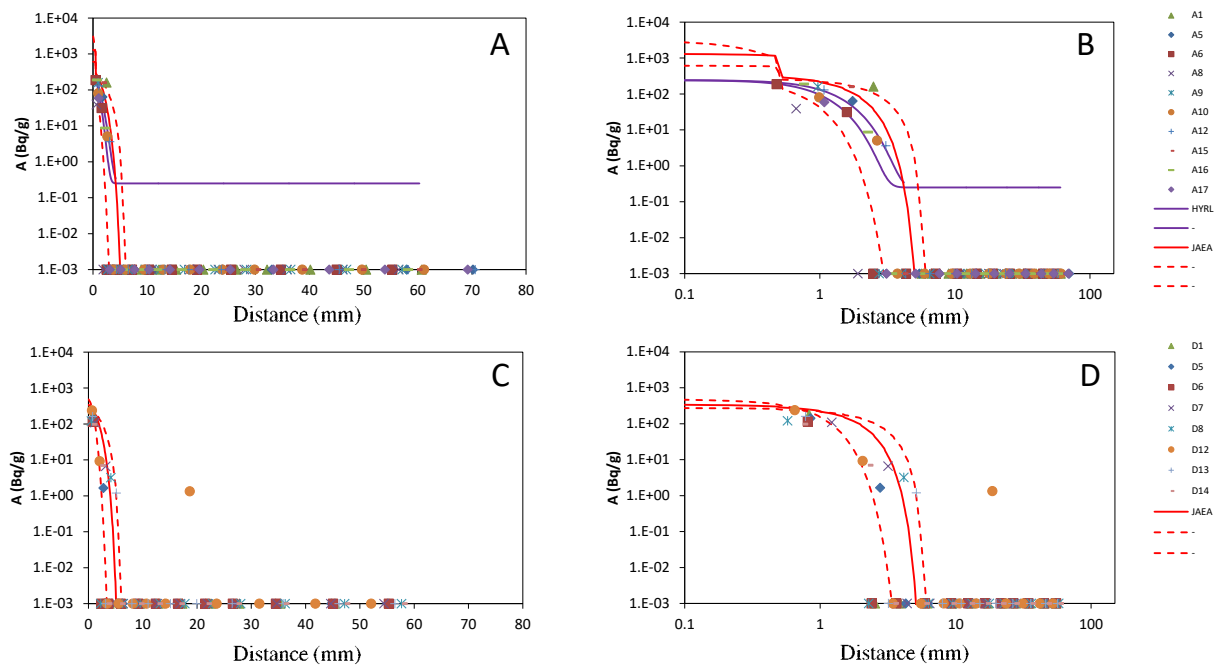 A
1.E+04
1.E+03
1.E+02
1.E+01
1.E+00
1.E-01
1.E-02
1.E-03
A (Bq/g)
0 10 20 30 40 50 60 70 80
Distance (mm)
B
1.E+04
1.E+03
1.E+02
1.E+01
1.E+00
1.E-01
1.E-02
1.E-03
A (Bq/g)
0.1 1 10 100
Distance (mm)
A1
A5
A6
A8
A9
A10
A12
A15
A16
A17
HYRL
-
JAEA
-
-
C
1.E+04
1.E+03
1.E+02
1.E+01
1.E+00
1.E-01
1.E-02
1.E-03
A (Bq/g)
0 10 20 30 40 50 60 70 80
Distance (mm)
D
1.E+04
1.E+03
1.E+02
1.E+01
1.E+00
1.E-01
1.E-02
1.E-03
A (Bq/g)
0.1 1 10 100
Distance (mm)
D1
D5
D6
D7
D8
D12
D13
D14
JAEA
-
-